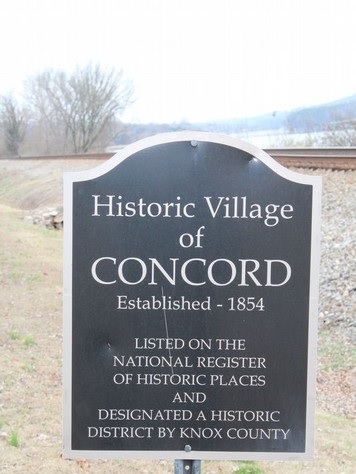 Historic Village
of
CONCORD
Established - 1854
LISTED ON THE
NATIONAL REGISTER
OF HISTORIC PLACES
AND
DESIGNATED A HISTORIC
DISTRICT BY KNOX COUNTY